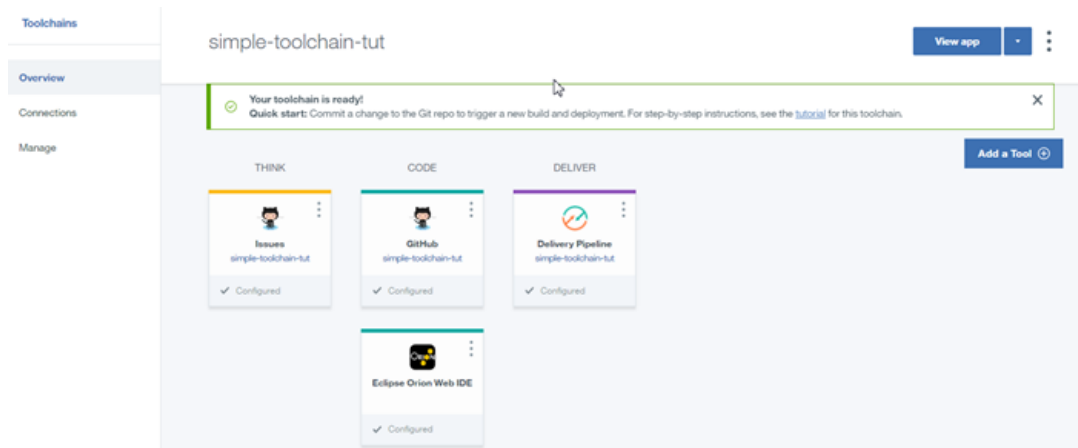 Toolchains
simple-toolchain-tut
View app
Overview
Your toolchain is ready!
Quick start: Commit a change to the Git repo to trigger a new build and deployment. For step-by-step instructions, see the tutorial for this toolchain.
Connections
Manage
Add a Tool
THINK
CODE
DELIVER
Issues
simple-toolchain-tut
Configured
GitHub
simple-toolchain-tut
Configured
Delivery Pipeline
simple-toolchain-tut
Configured
ORION
Eclipse Orion Web IDE
Configured